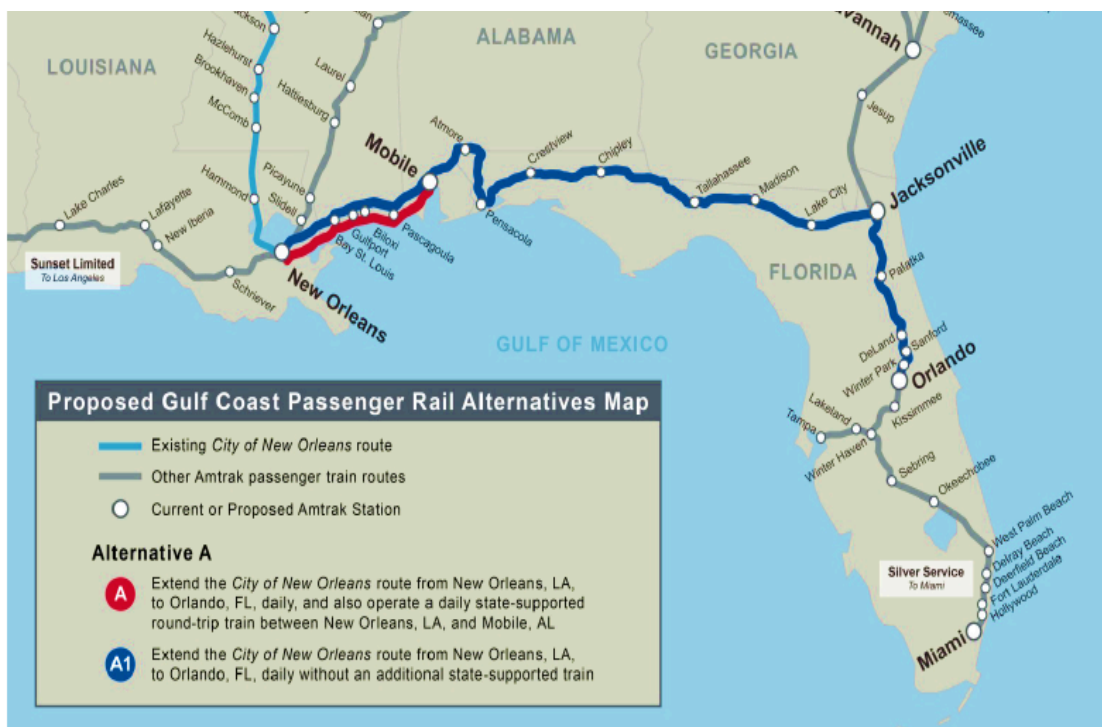 LOUISIANA
ALABAMA
GEORGIA
FLORIDA
GULF OF MEXICO
Hazlehurst
Brookhaven
McComb
Hammond
Laurel
Hattiesburg
Picayune
Slidell
Lake Charles
Lafayette
New Iberia
Schriever
Sunset Limited
To Los Angeles
New Orleans
Bay St. Louis
Gulfport
Biloxi
Pascagoula
Mobile
Atmore
Pensacola
Crestview
Chipley
Tallahassee
Madison
Lake City
Jacksonville
Jesup
Palatka
DeLand
Sanford
Winter Park
Orlando
Kissimmee
Lakeland
Tampa
Winter Haven
Sebring
Okeechobee
West Palm Beach
Delray Beach
Deerfield Beach
Fort Lauderdale
Hollywood
Miami
Silver Service
To Miami
Proposed Gulf Coast Passenger Rail Alternatives Map
Existing City of New Orleans route
Other Amtrak passenger train routes
Current or Proposed Amtrak Station
Alternative A
A
Extend the City of New Orleans route from New Orleans, LA,
to Orlando, FL, daily, and also operate a daily state-supported
round-trip train between New Orleans, LA, and Mobile, AL
A1
Extend the City of New Orleans route from New Orleans, LA,
to Orlando, FL, daily without an additional state-supported train